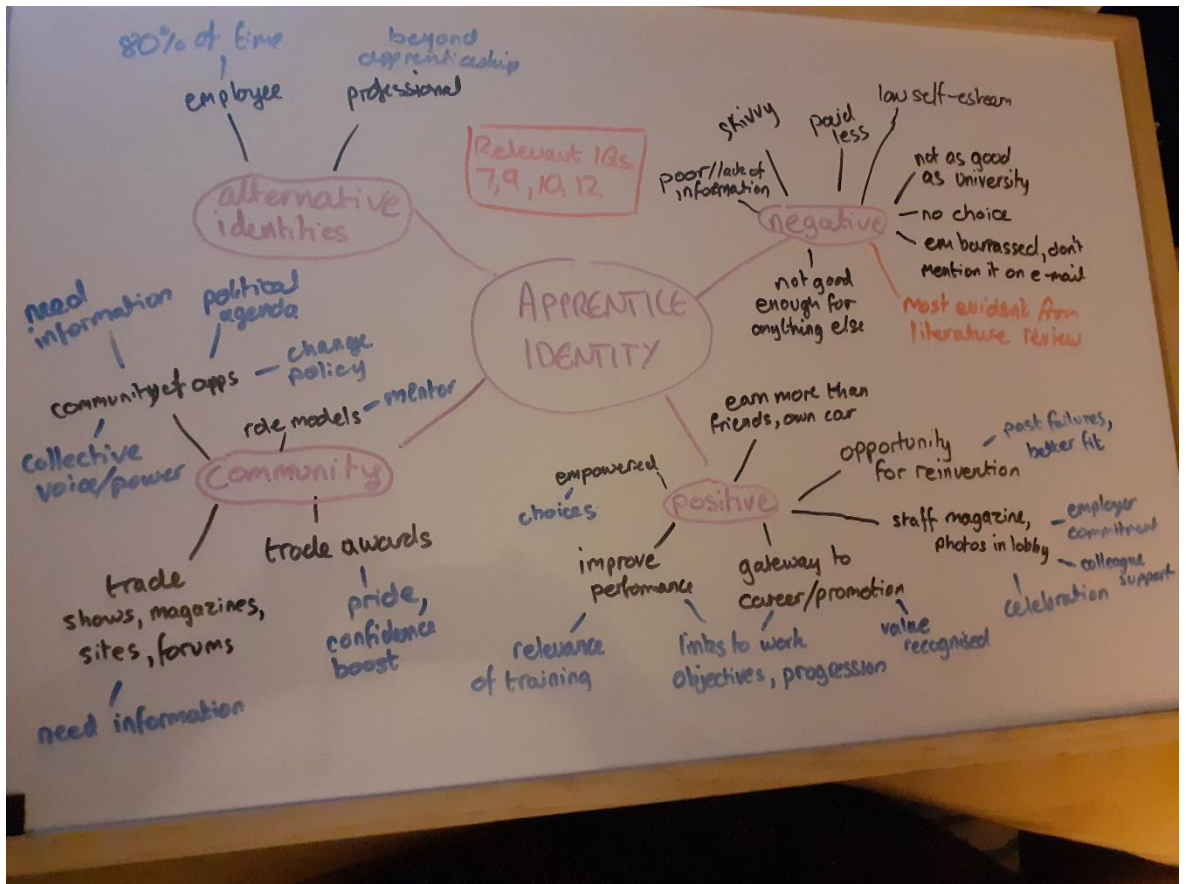 80% of time
employee
beyond
apprenticeship
professional
alternative
identities
Relevant IQs
7,9,10,12
skivvy
paid
less
low self-esteem
poor/lack of
information
not as good
as university
negative
no choice
embarrassed, don't
mention it on e-mail
not good
enough for
anything else
most evident from
literature review
APPRENTICE
IDENTITY
need
information
political
agenda
community of apps
change
policy
role models
mentor
collective
voice/power
community
trade awards
pride,
confidence
boost
trade
shows, magazines,
sites, forums
need information
earn more than
friends, own car
opportunity
for reinvention
past failures,
better fit
empowered
choices
positive
staff magazine,
photos in lobby
employer
commitment
colleague
support
celebration
improve
performance
gateway to
career/promotion
relevance
of training
links to work
objectives, progression
value
recognised